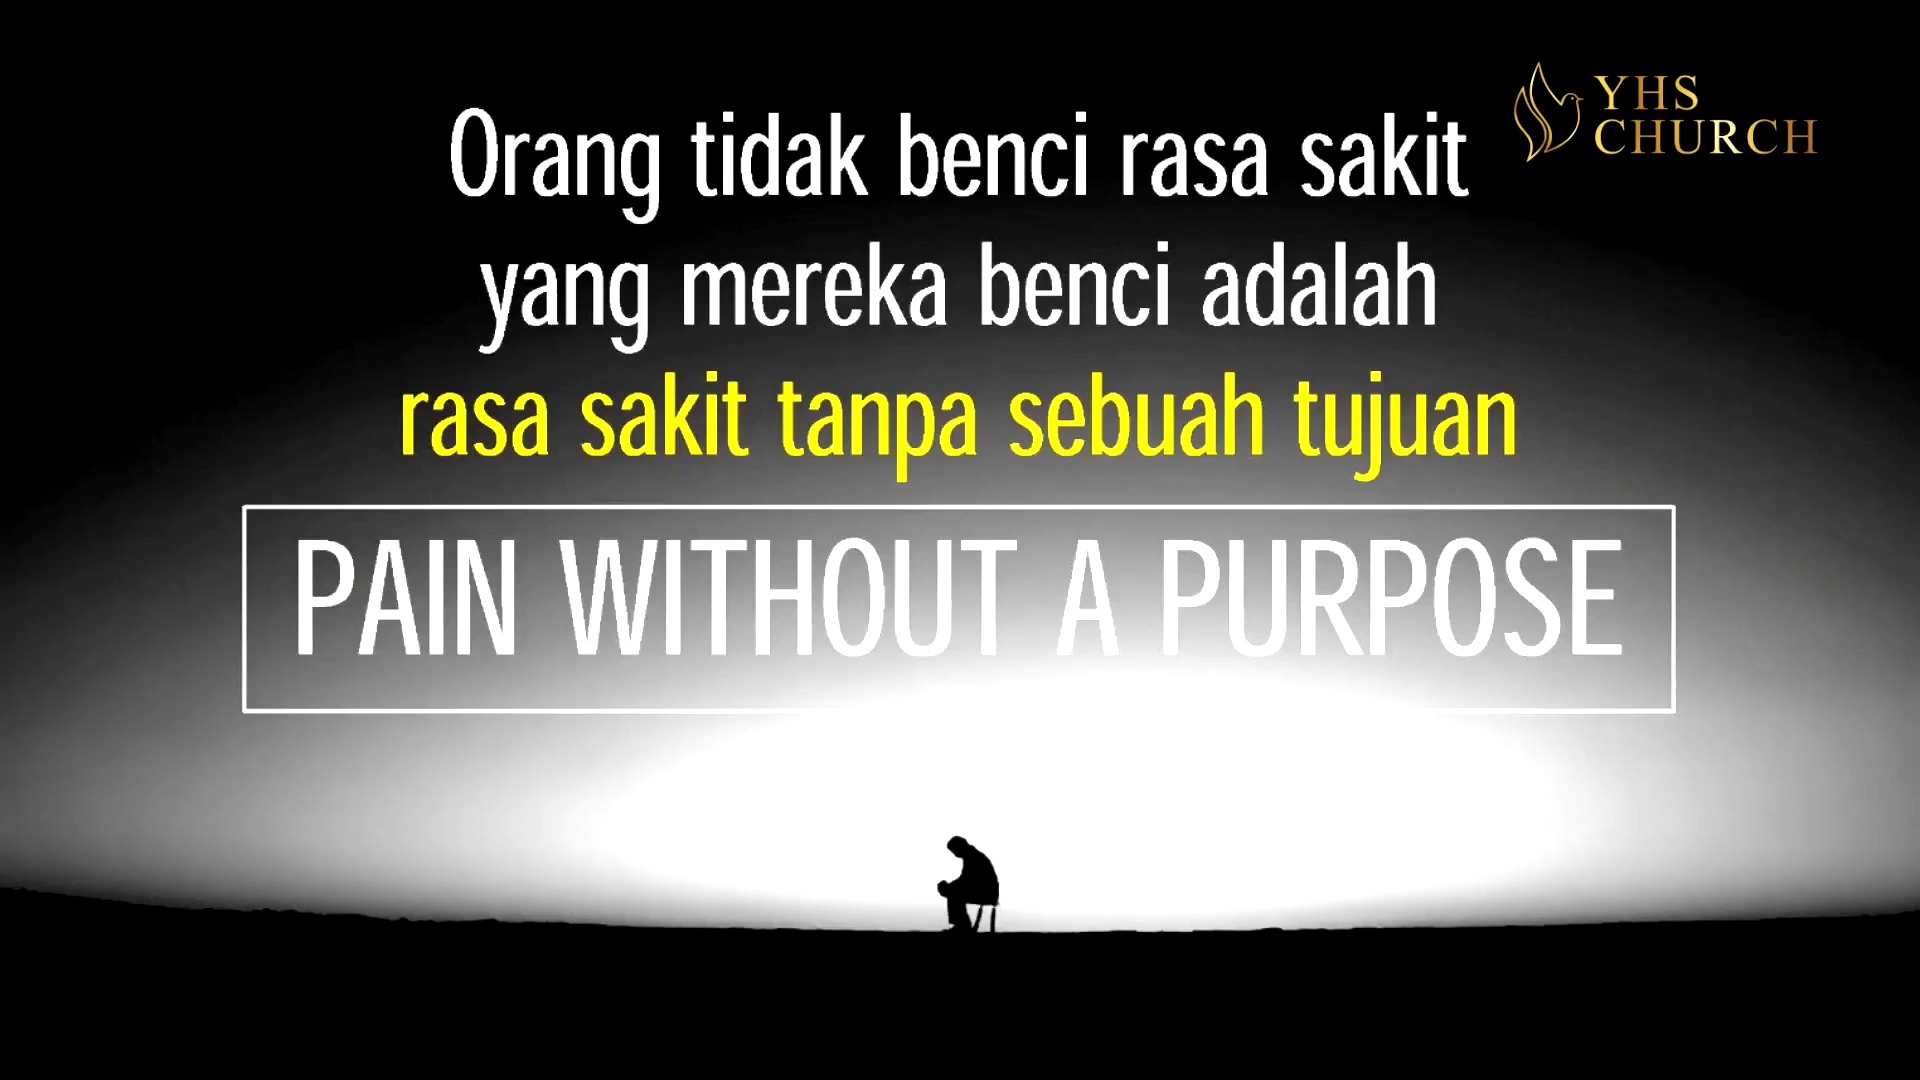 YHS
CHURCH
Orang tidak benci rasa sakit
yang mereka benci adalah
rasa sakit tanpa sebuah tujuan
PAIN WITHOUT A PURPOSE